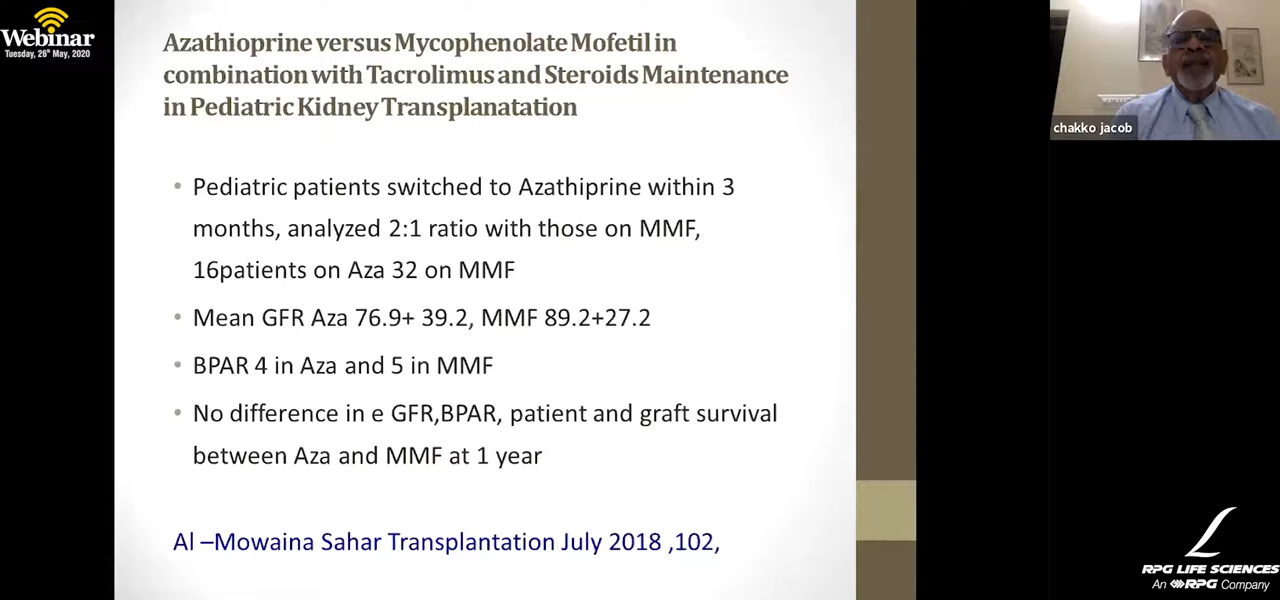 Webinar
Tuesday, 26th May, 2020
Azathioprine versus Mycophenolate Mofetil in
combination with Tacrolimus and Steroids Maintenance
in Pediatric Kidney Transplanatation
• Pediatric patients switched to Azathiprine within 3
months, analyzed 2:1 ratio with those on MMF,
16patients on Aza 32 on MMF
• Mean GFR Aza 76.9+ 39.2, MMF 89.2+27.2
• BPAR 4 in Aza and 5 in MMF
• No difference in e GFR,BPAR, patient and graft survival
between Aza and MMF at 1 year
Al –Mowaina Sahar Transplantation July 2018 ,102,
chakko jacob
RPG LIFE SCIENCES
An RPG Company